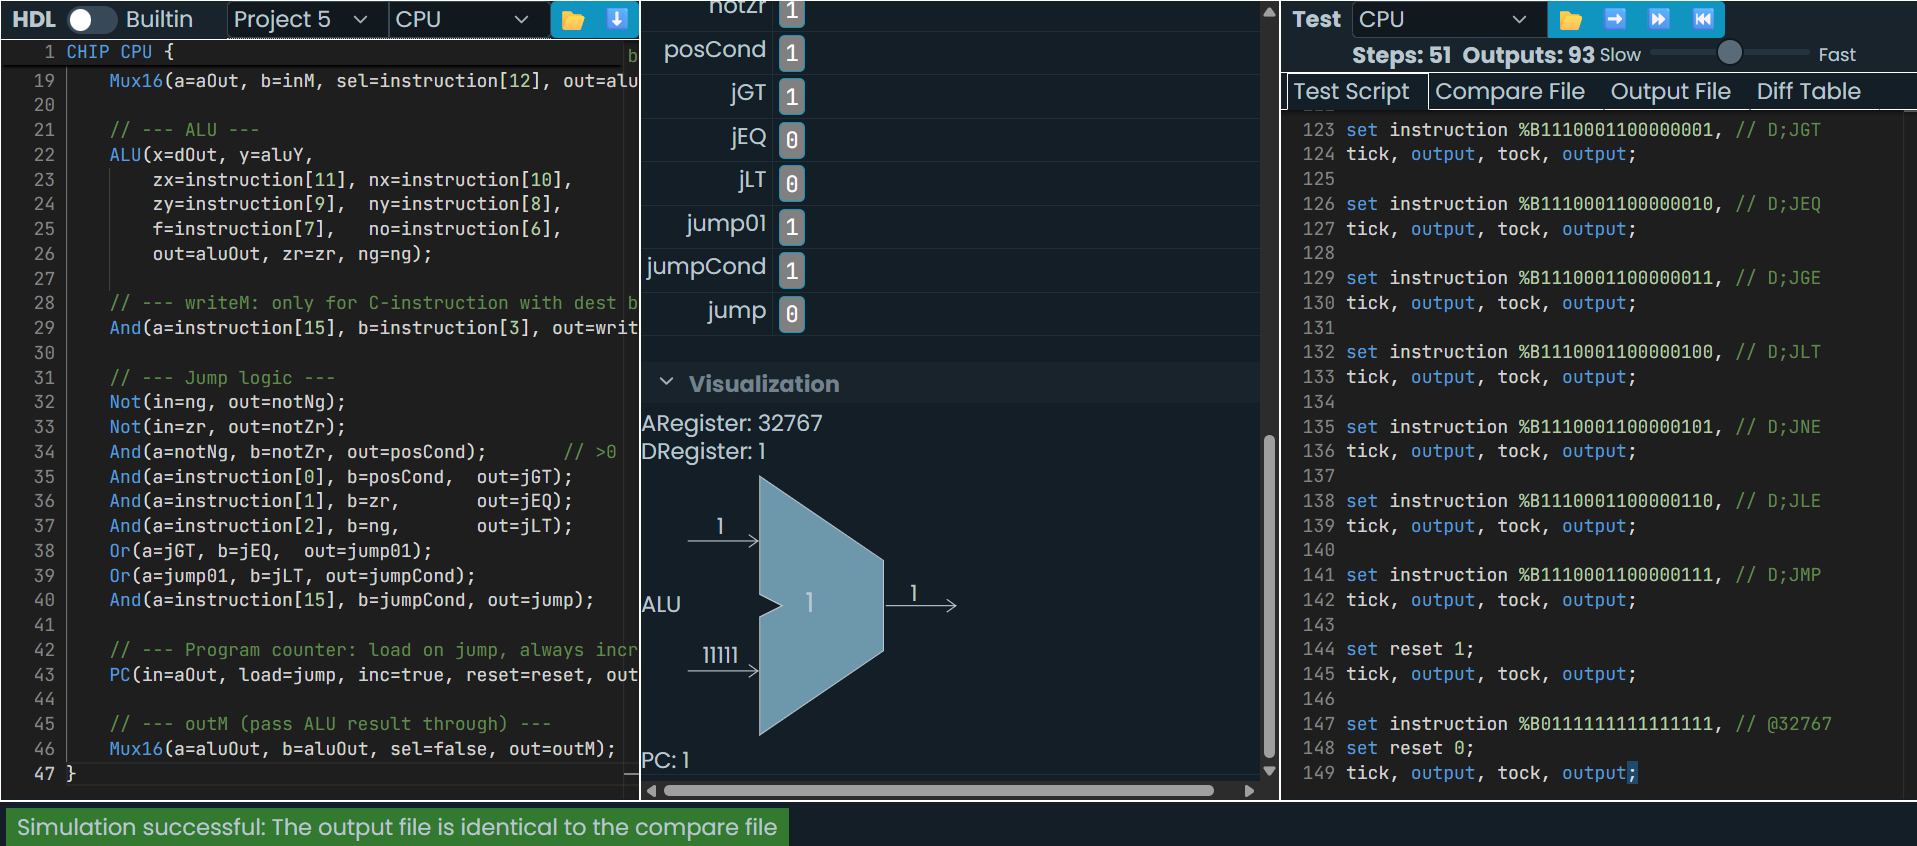 HDL Builtin Project 5 CPU
1 CHIP CPU {
19 Mux16(a=aOut, b=inM, sel=instruction[12], out=alu
20
21 // --- ALU ---
22 ALU(x=dOut, y=aluY,
23 zx=instruction[11], nx=instruction[10],
24 zy=instruction[9], ny=instruction[8],
25 f=instruction[7], no=instruction[6],
26 out=aluOut, zr=zr, ng=ng);
27
28 // --- writeM: only for C-instruction with dest b
29 And(a=instruction[15], b=instruction[3], out=writ
30
31 // --- Jump logic ---
32 Not(in=ng, out=notNg);
33 Not(in=zr, out=notZr);
34 And(a=notNg, b=notZr, out=posCond); // >0
35 And(a=instruction[0], b=posCond, out=jGT);
36 And(a=instruction[1], b=zr, out=jEQ);
37 And(a=instruction[2], b=ng, out=jLT);
38 Or(a=jGT, b=jEQ, out=jump01);
39 Or(a=jump01, b=jLT, out=jumpCond);
40 And(a=instruction[15], b=jumpCond, out=jump);
41
42 // --- Program counter: load on jump, always incr
43 PC(in=aOut, load=jump, inc=true, reset=reset, out
44
45 // --- outM (pass ALU result through) ---
46 Mux16(a=aluOut, b=aluOut, sel=false, out=outM);
47 }
notZr 1
posCond 1
jGT 1
jEQ 0
jLT 0
jump01 1
jumpCond 1
jump 0
Visualization
ARegister: 32767
DRegister: 1
1
ALU 1 1
11111
PC: 1
Test CPU
Steps: 51 Outputs: 93 Slow Fast
Test Script Compare File Output File Diff Table
123 set instruction %B1110001100000001, // D;JGT
124 tick, output, tock, output;
125
126 set instruction %B1110001100000010, // D;JEQ
127 tick, output, tock, output;
128
129 set instruction %B1110001100000011, // D;JGE
130 tick, output, tock, output;
131
132 set instruction %B1110001100000100, // D;JLT
133 tick, output, tock, output;
134
135 set instruction %B1110001100000101, // D;JNE
136 tick, output, tock, output;
137
138 set instruction %B1110001100000110, // D;JLE
139 tick, output, tock, output;
140
141 set instruction %B1110001100000111, // D;JMP
142 tick, output, tock, output;
143
144 set reset 1;
145 tick, output, tock, output;
146
147 set instruction %B0111111111111111, // @32767
148 set reset 0;
149 tick, output, tock, output;
Simulation successful: The output file is identical to the compare file